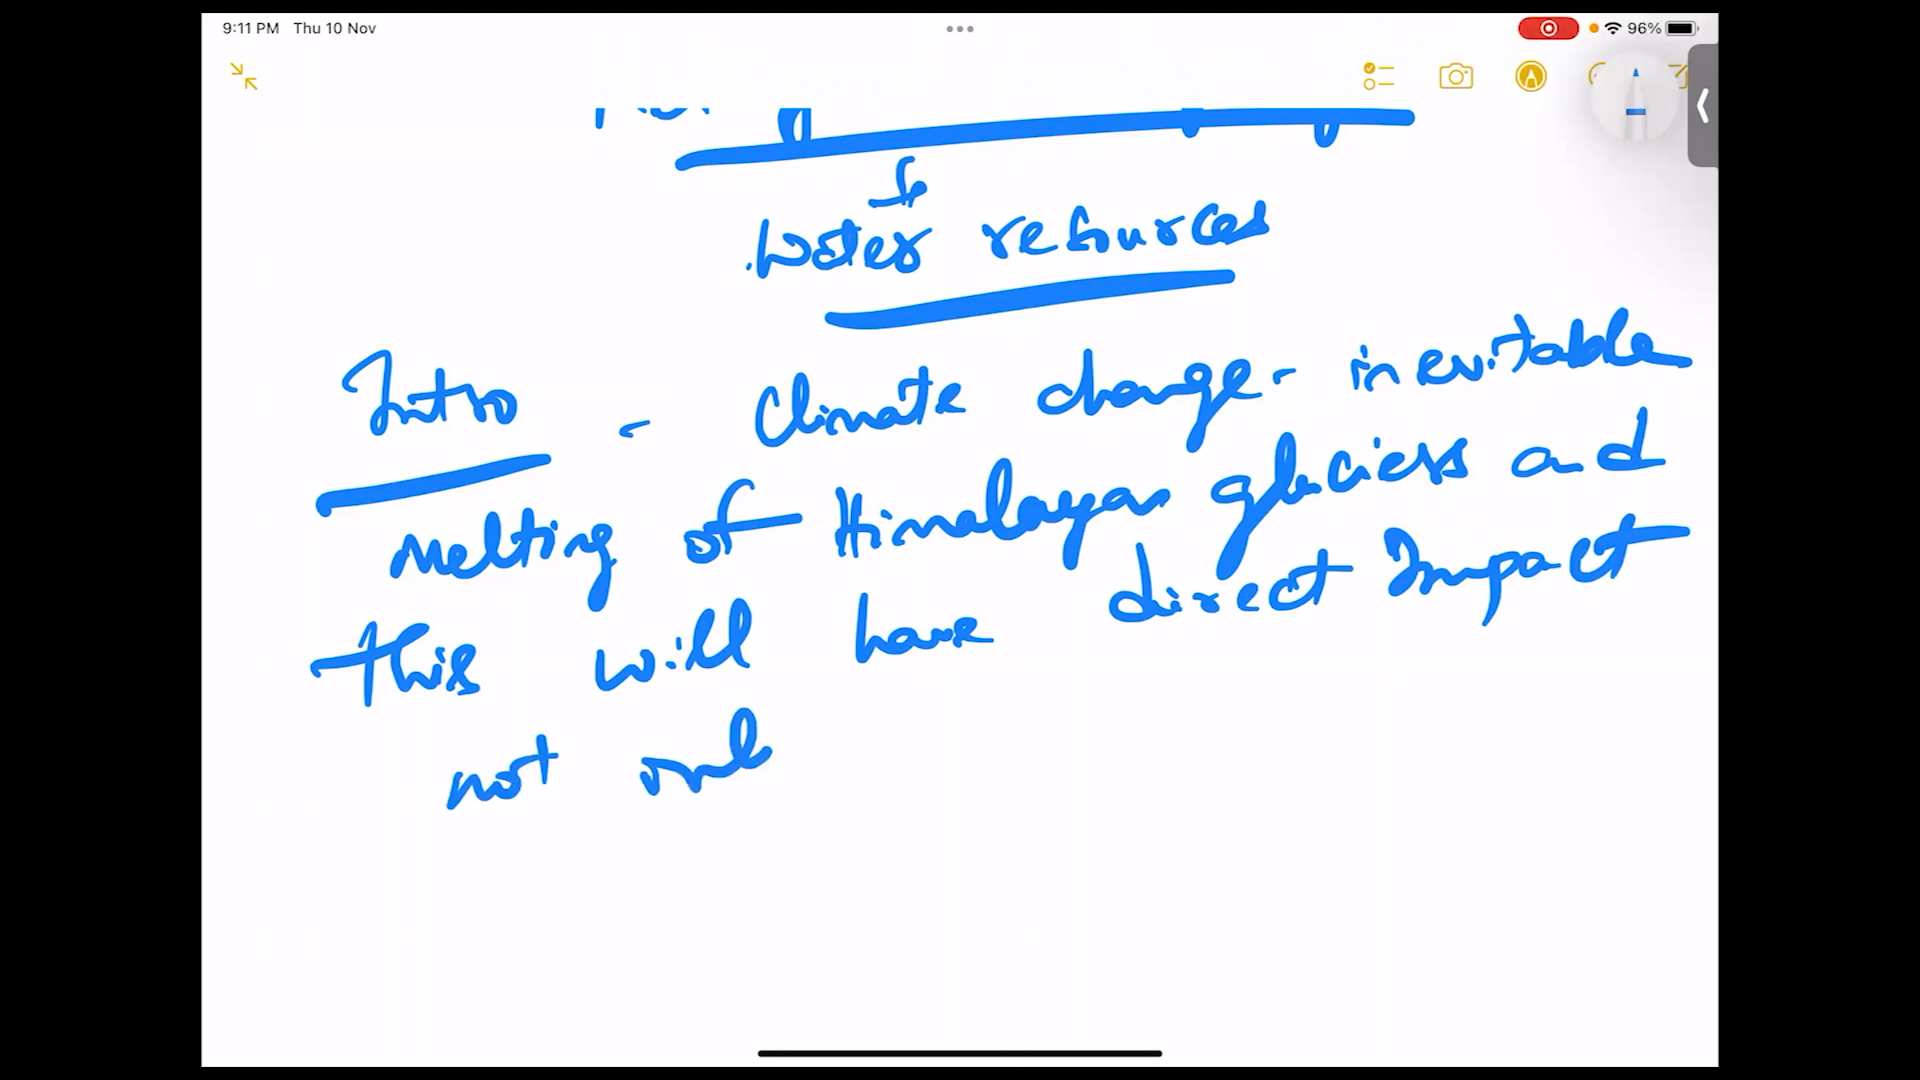 9:11 PM Thu 10 Nov
96%
Water resources
Intro - Climate change - inevitable
melting of Himalayan glaciers and
this will have direct Impact
not onl